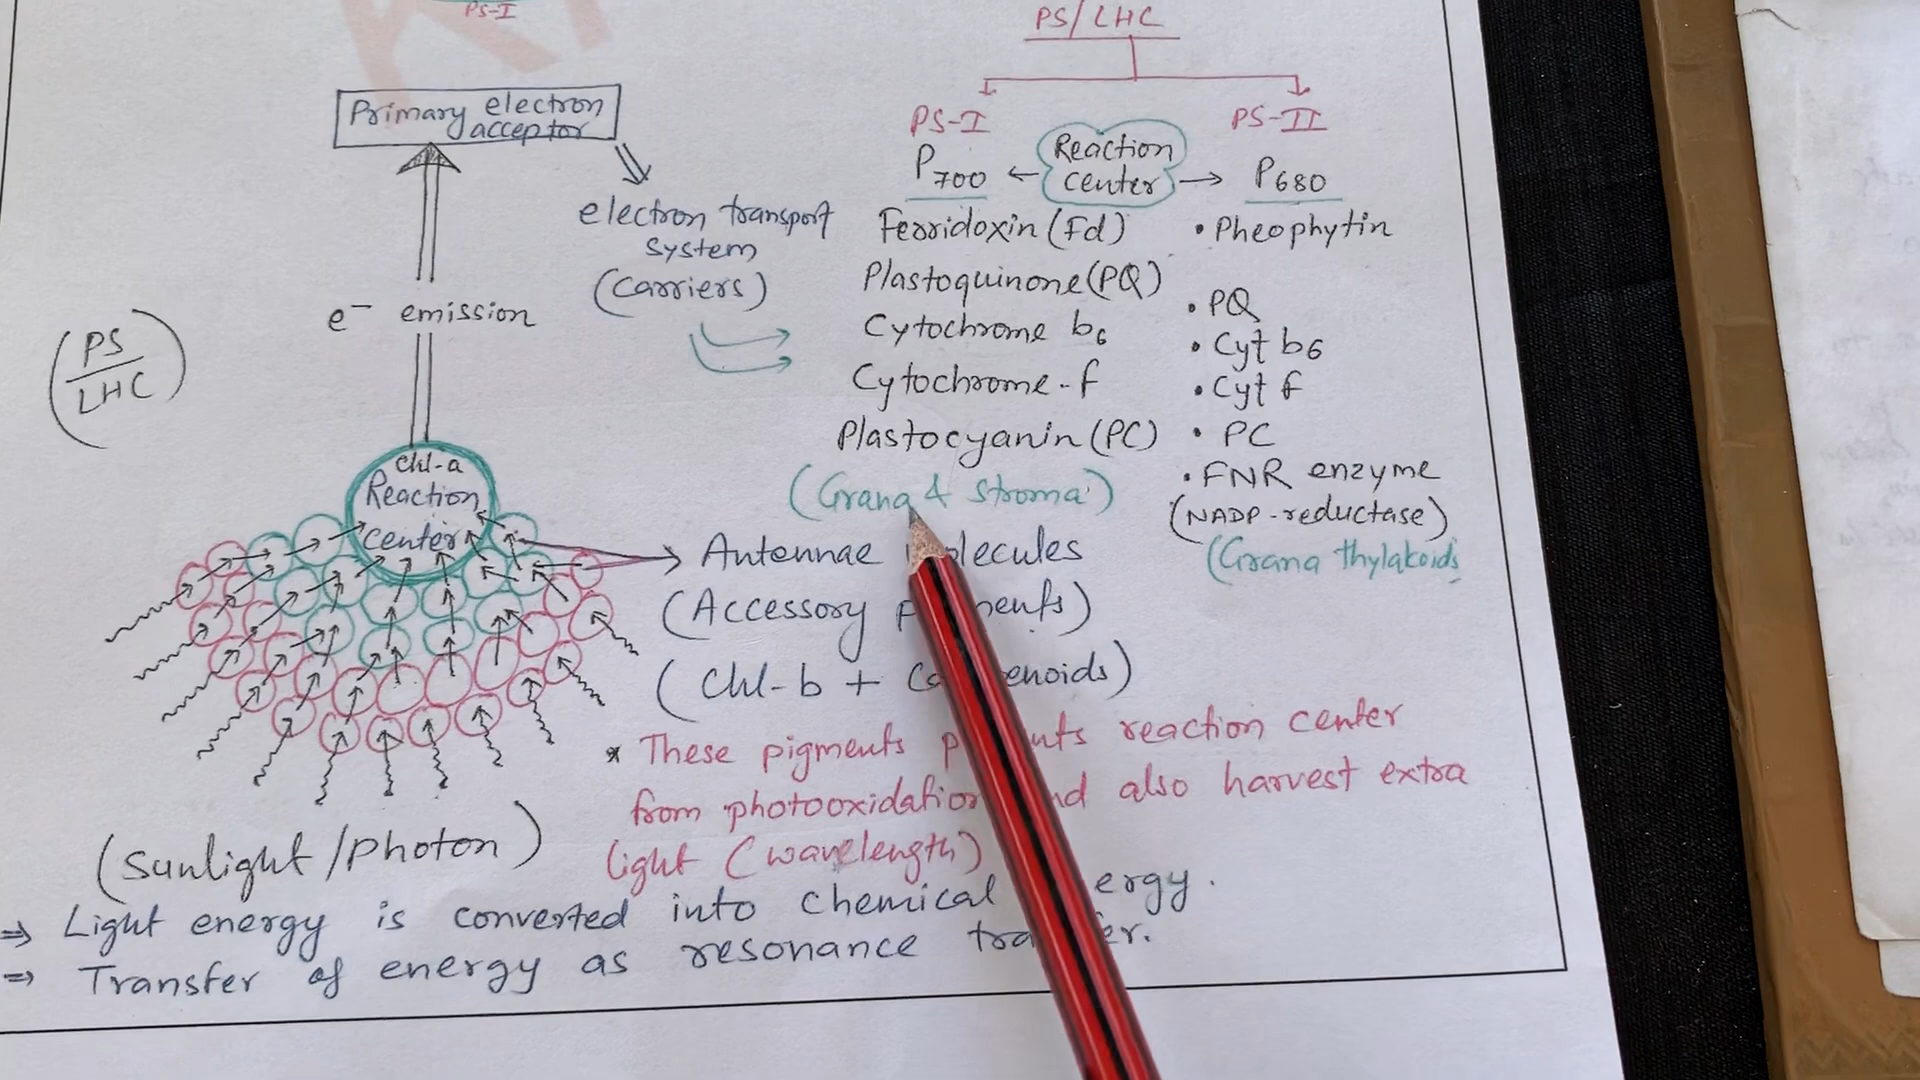 PS-I
PS/LHC
PS-I
PS-II
Primary electron
acceptor
Reaction
center
P700
P680
electron transport
system
(carriers)
Ferridoxin (Fd)
Plastoquinone (PQ)
Cytochrome b6
Cytochrome-f
Plastocyanin (PC)
(Grana & stroma)
• Pheophytin
• PQ
• Cyt b6
• Cyt f
• PC
• FNR enzyme
(NADP-reductase)
(Grana thylakoids
e⁻ emission
(PS
LHC)
Chl-a
Reaction
center
Antennae
(Accessory
(Chl-b +
* These pigments reaction center
from photooxidation also harvest extra
light (wavelength)
(Sunlight/Photon)
⇒ Light energy is converted into chemical
⇒ Transfer of energy as resonance